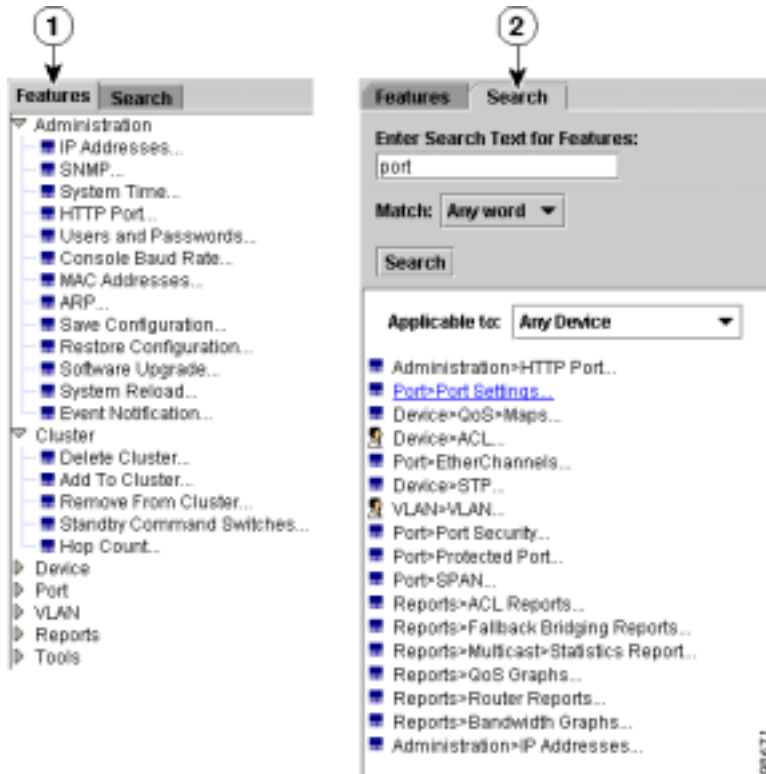 1
Features Search
Administration
IP Addresses...
SNMP...
System Time...
HTTP Port...
Users and Passwords...
Console Baud Rate...
MAC Addresses...
ARP...
Save Configuration...
Restore Configuration...
Software Upgrade...
System Reload...
Event Notification...
Cluster
Delete Cluster...
Add To Cluster...
Remove From Cluster...
Standby Command Switches...
Hop Count...
Device
Port
VLAN
Reports
Tools
2
Features Search
Enter Search Text for Features:
port
Match: Any word
Search
Applicable to: Any Device
Administration>HTTP Port...
Port>Port Settings...
Device>QoS>Maps...
Device>ACL...
Port>EtherChannels...
Device>STP...
VLAN>VLAN...
Port>Port Security...
Port>Protected Port...
Port>SPAN...
Reports>ACL Reports...
Reports>Fallback Bridging Reports...
Reports>Multicast>Statistics Report...
Reports>QoS Graphs...
Reports>Router Reports...
Reports>Bandwidth Graphs...
Administration>IP Addresses...